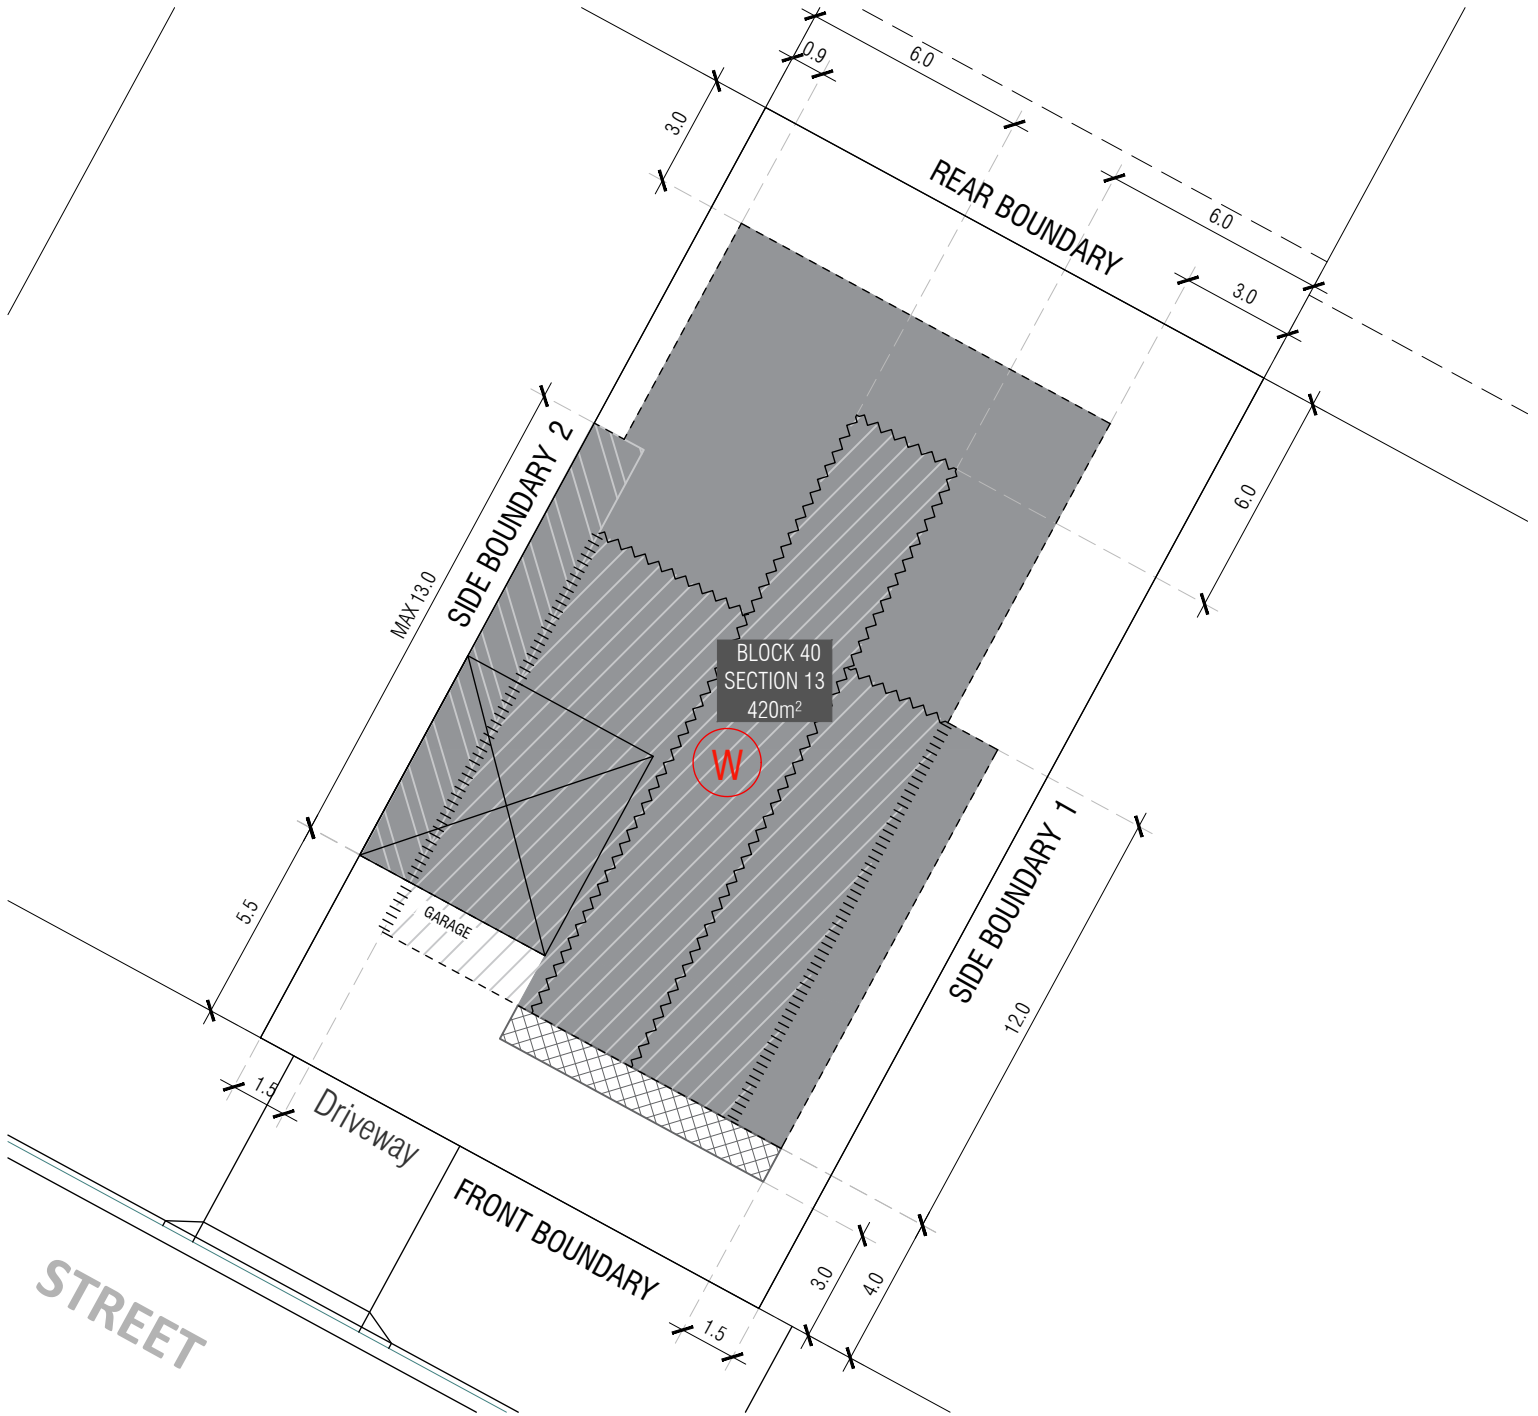 0.9
6.0
3.0
REAR BOUNDARY
6.0
3.0
SIDE BOUNDARY 2
6.0
MAX 13.0
BLOCK 40
SECTION 13
420m²
W
SIDE BOUNDARY 1
5.5
GARAGE
12.0
1.5
Driveway
FRONT BOUNDARY
3.0
4.0
1.5
STREET